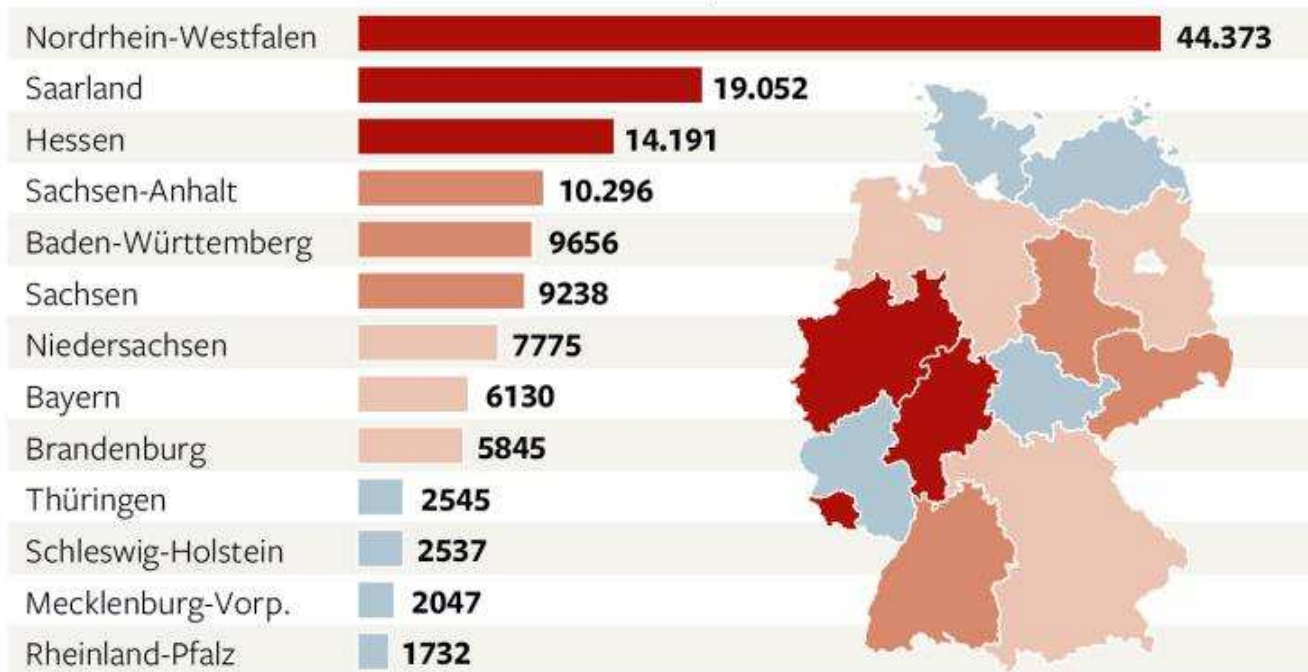 Nordrhein-Westfalen 44.373
Saarland 19.052
Hessen 14.191
Sachsen-Anhalt 10.296
Baden-Württemberg 9656
Sachsen 9238
Niedersachsen 7775
Bayern 6130
Brandenburg 5845
Thüringen 2545
Schleswig-Holstein 2537
Mecklenburg-Vorp. 2047
Rheinland-Pfalz 1732